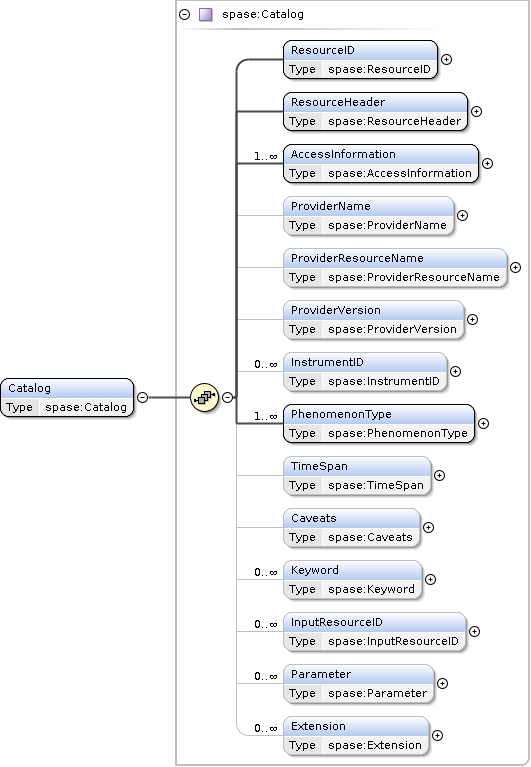 spase:Catalog
ResourceID
Type spase:ResourceID
ResourceHeader
Type spase:ResourceHeader
1..∞
AccessInformation
Type spase:AccessInformation
ProviderName
Type spase:ProviderName
ProviderResourceName
Type spase:ProviderResourceName
ProviderVersion
Type spase:ProviderVersion
0..∞
InstrumentID
Type spase:InstrumentID
Catalog
Type spase:Catalog
1..∞
PhenomenonType
Type spase:PhenomenonType
TimeSpan
Type spase:TimeSpan
Caveats
Type spase:Caveats
0..∞
Keyword
Type spase:Keyword
0..∞
InputResourceID
Type spase:InputResourceID
0..∞
Parameter
Type spase:Parameter
0..∞
Extension
Type spase:Extension